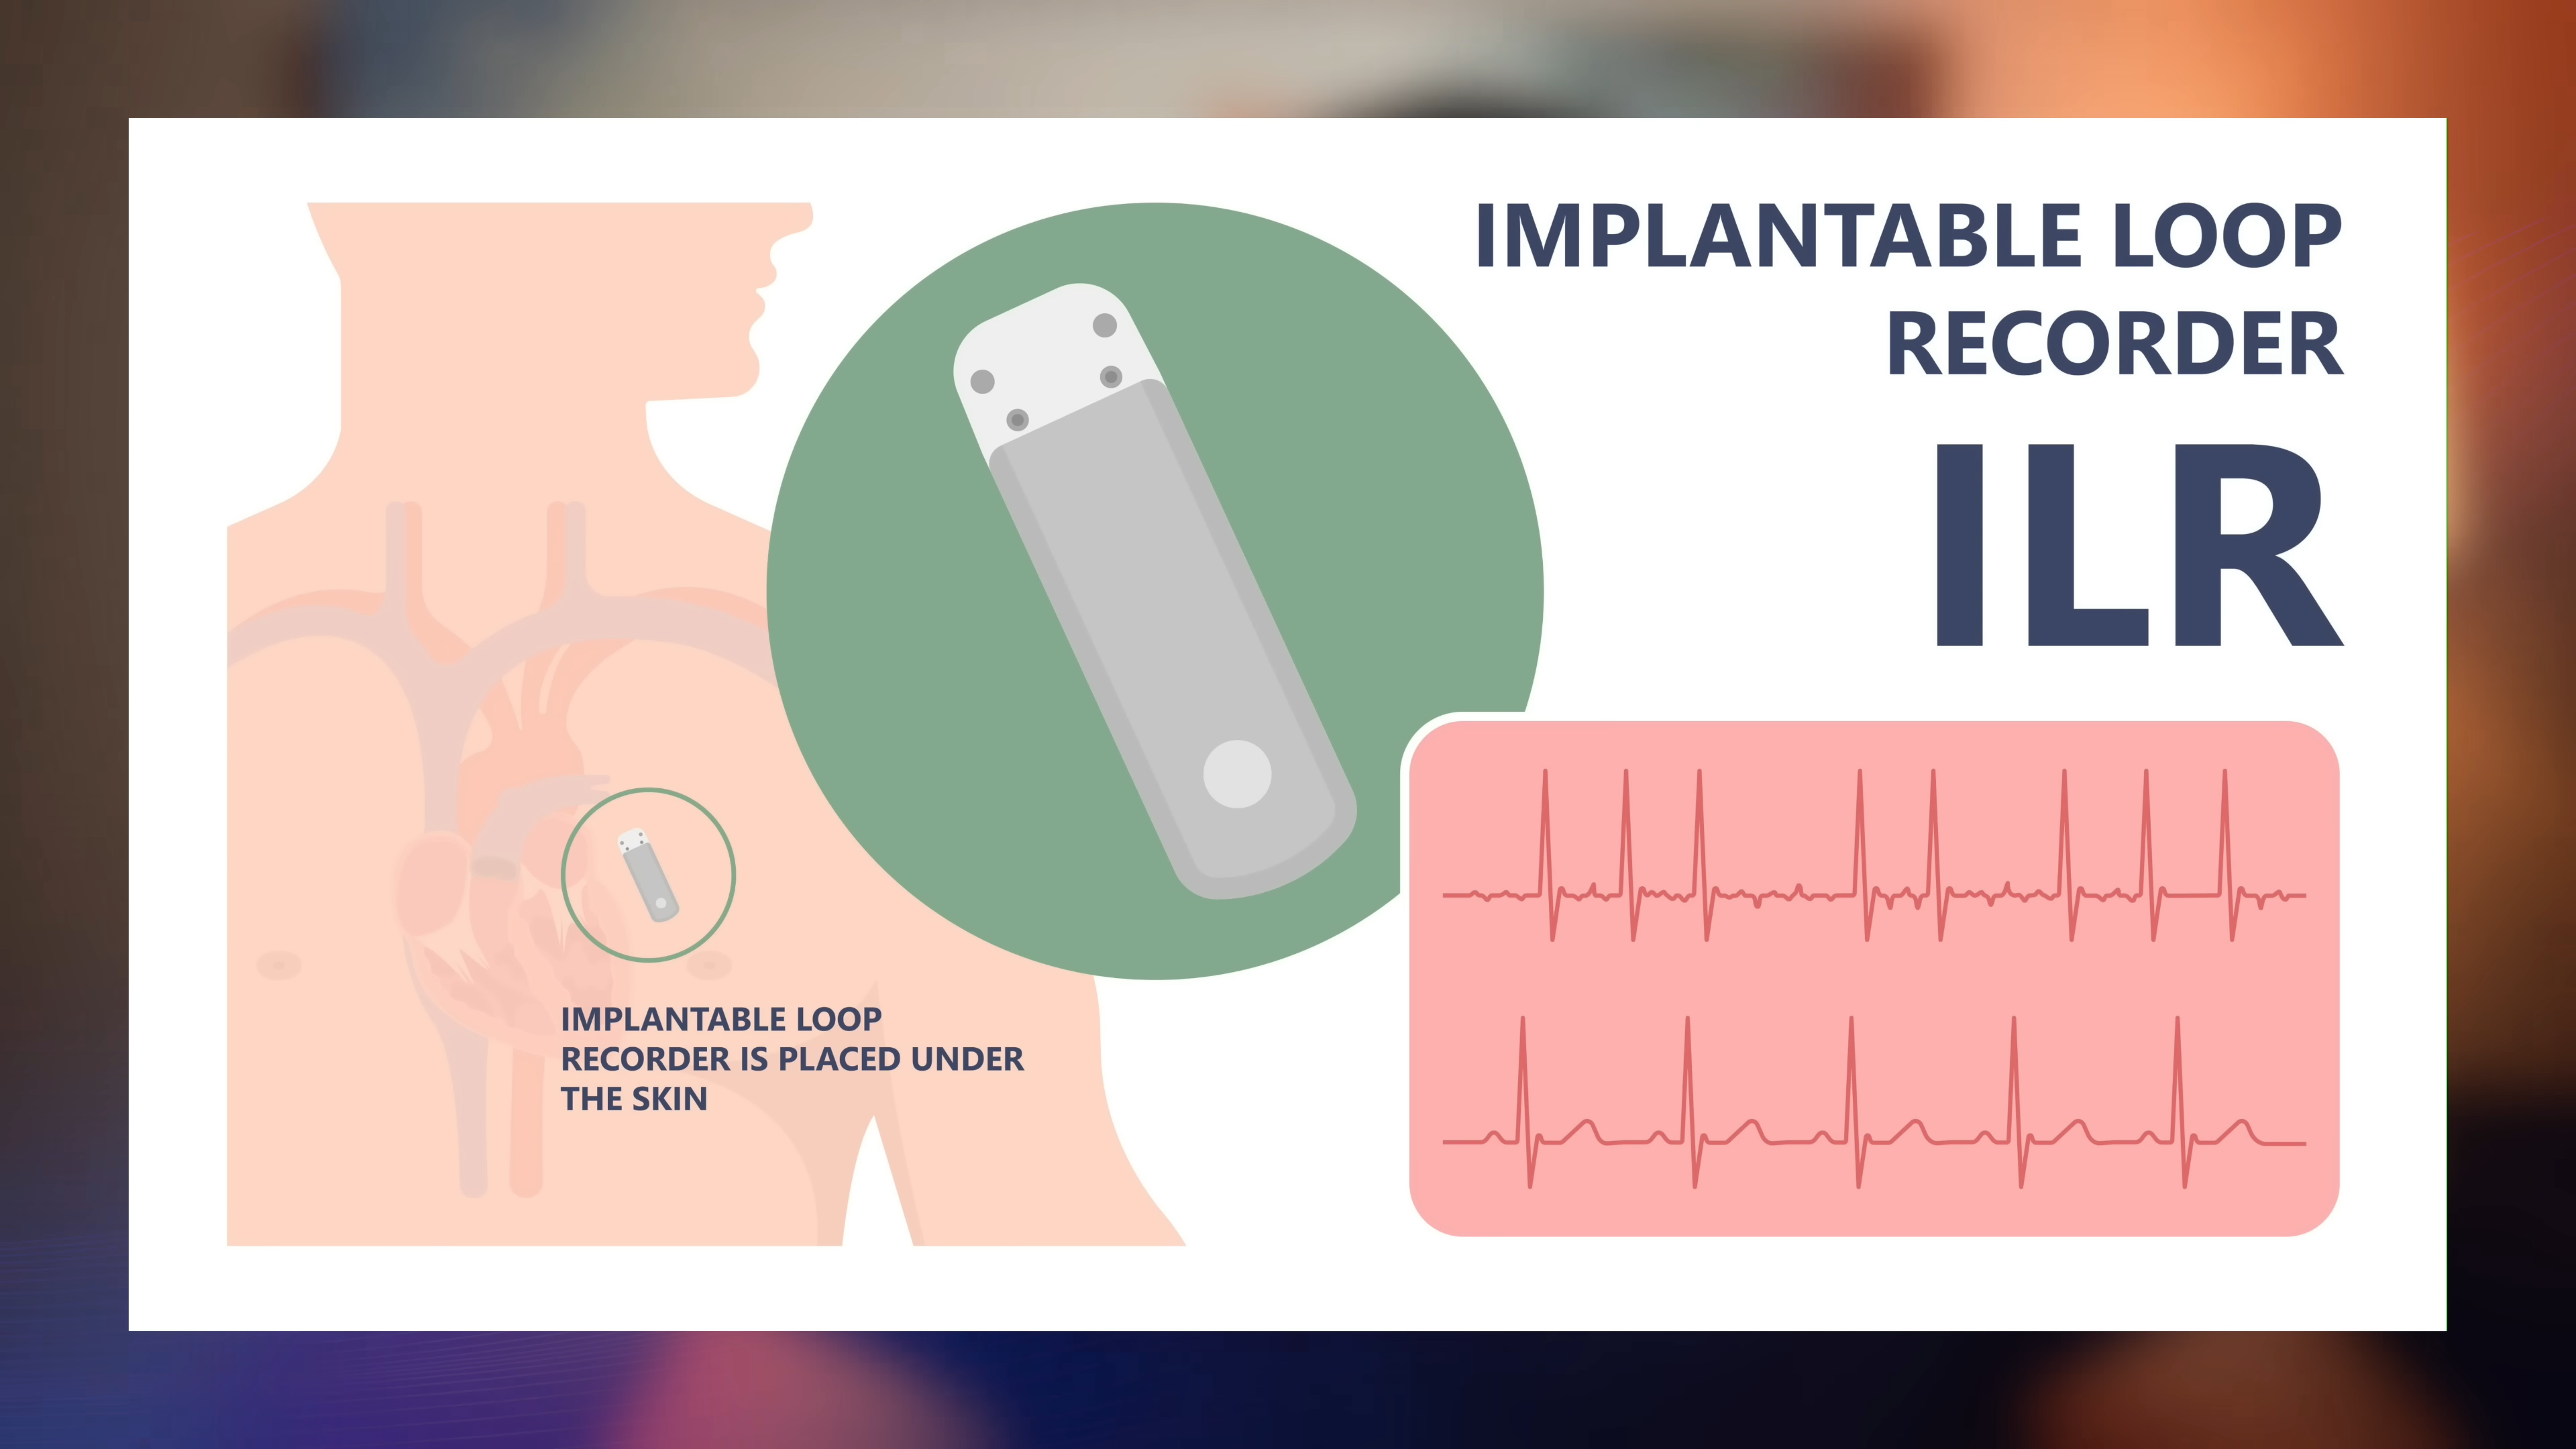 IMPLANTABLE LOOP
RECORDER
ILR
IMPLANTABLE LOOP
RECORDER IS PLACED UNDER
THE SKIN